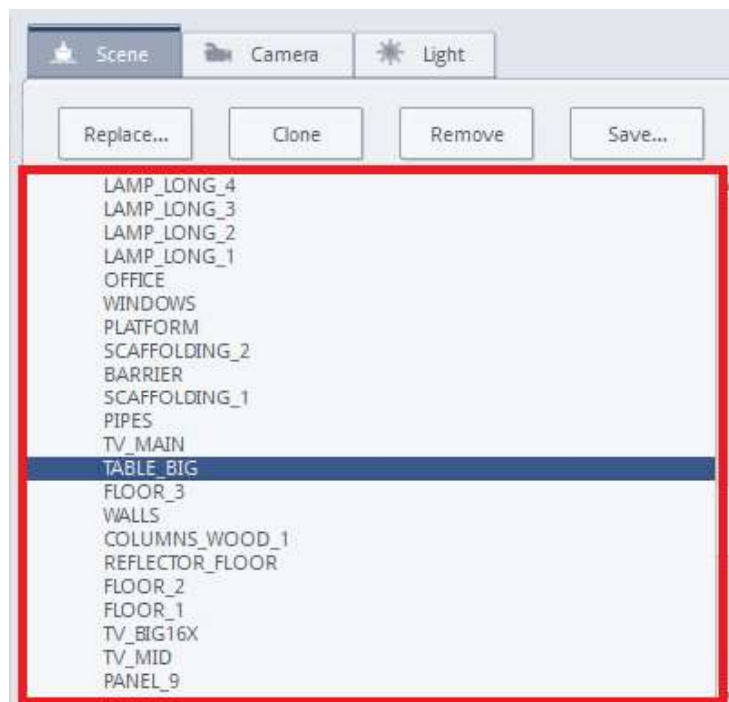 Scene Camera Light
Replace... Clone Remove Save...
LAMP_LONG_4
LAMP_LONG_3
LAMP_LONG_2
LAMP_LONG_1
OFFICE
WINDOWS
PLATFORM
SCAFFOLDING_2
BARRIER
SCAFFOLDING_1
PIPES
TV_MAIN
TABLE_BIG
FLOOR_3
WALLS
COLUMNS_WOOD_1
REFLECTOR_FLOOR
FLOOR_2
FLOOR_1
TV_BIG16X
TV_MID
PANEL_9